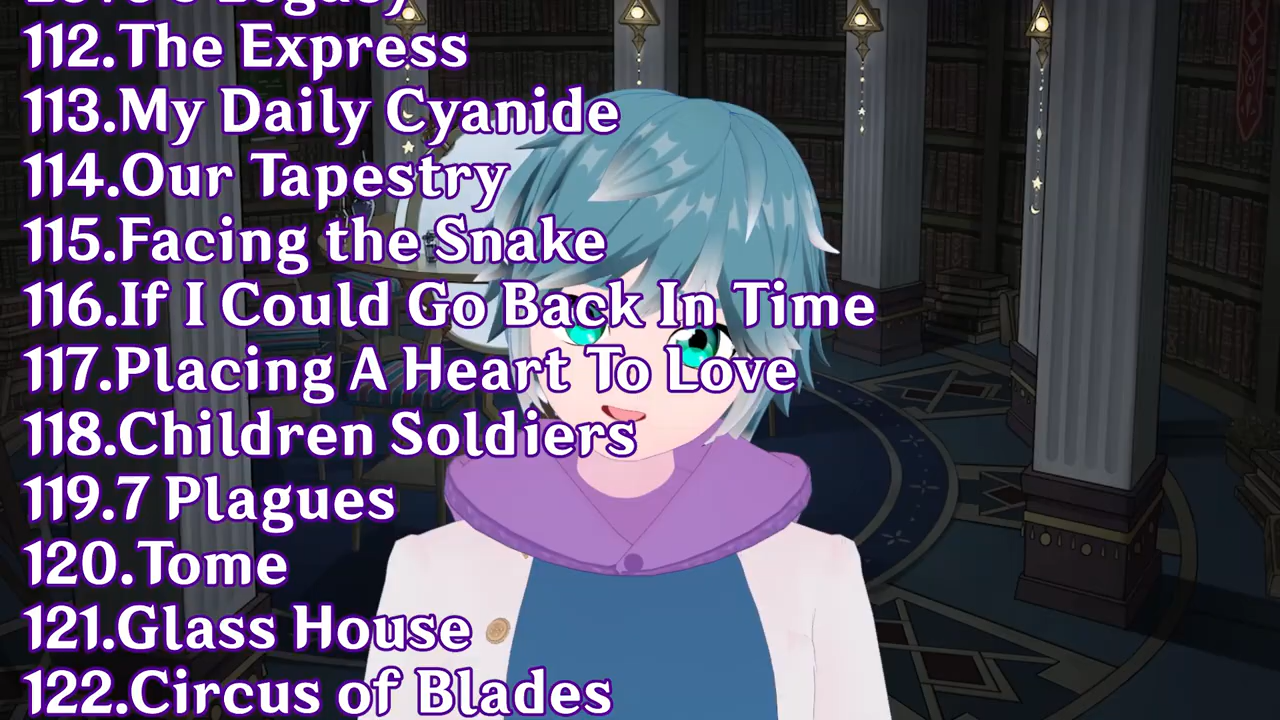 Love's Legacy
112.The Express
113.My Daily Cyanide
114.Our Tapestry
115.Facing the Snake
116.If I Could Go Back In Time
117.Placing A Heart To Love
118.Children Soldiers
119.7 Plagues
120.Tome
121.Glass House
122.Circus of Blades